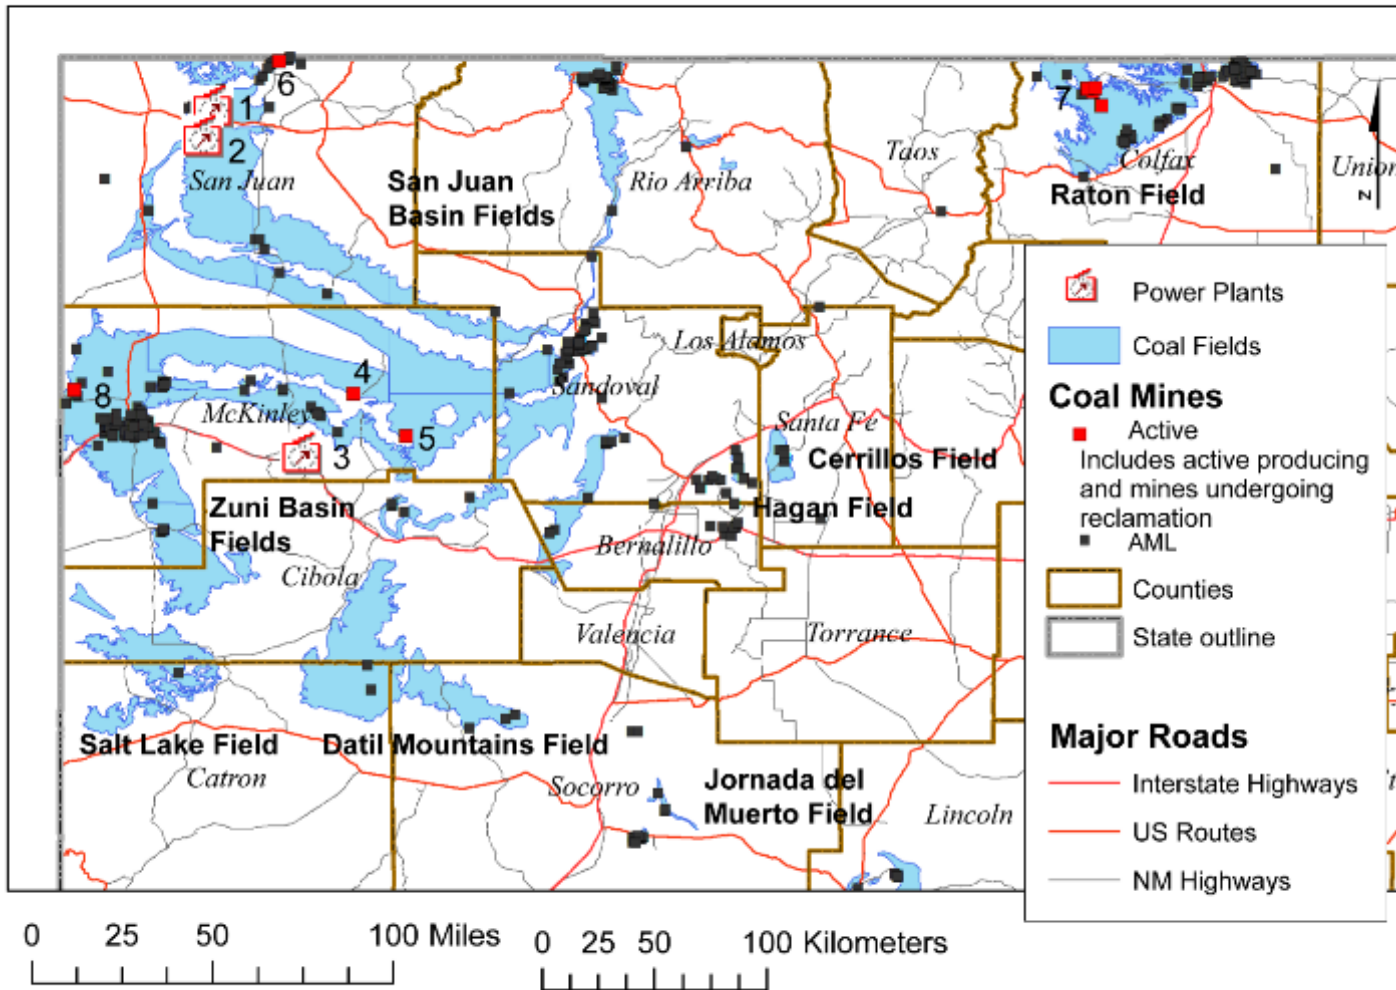 6
1
2
San Juan
San Juan
Basin Fields
Rio Arriba
Taos
7
Colfax
Raton Field
Union
N
Los Alamos
Sandoval
4
8
McKinley
5
3
Santa Fe
Cerrillos Field
Hagan Field
Zuni Basin
Fields
Cibola
Bernalillo
Valencia
Torrance
Salt Lake Field
Datil Mountains Field
Catron
Socorro
Jornada del
Muerto Field
Lincoln
Power Plants
Coal Fields
Coal Mines
Active
Includes active producing
and mines undergoing
reclamation
AML
Counties
State outline
Major Roads
Interstate Highways
US Routes
NM Highways
0 25 50 100 Miles
0 25 50 100 Kilometers